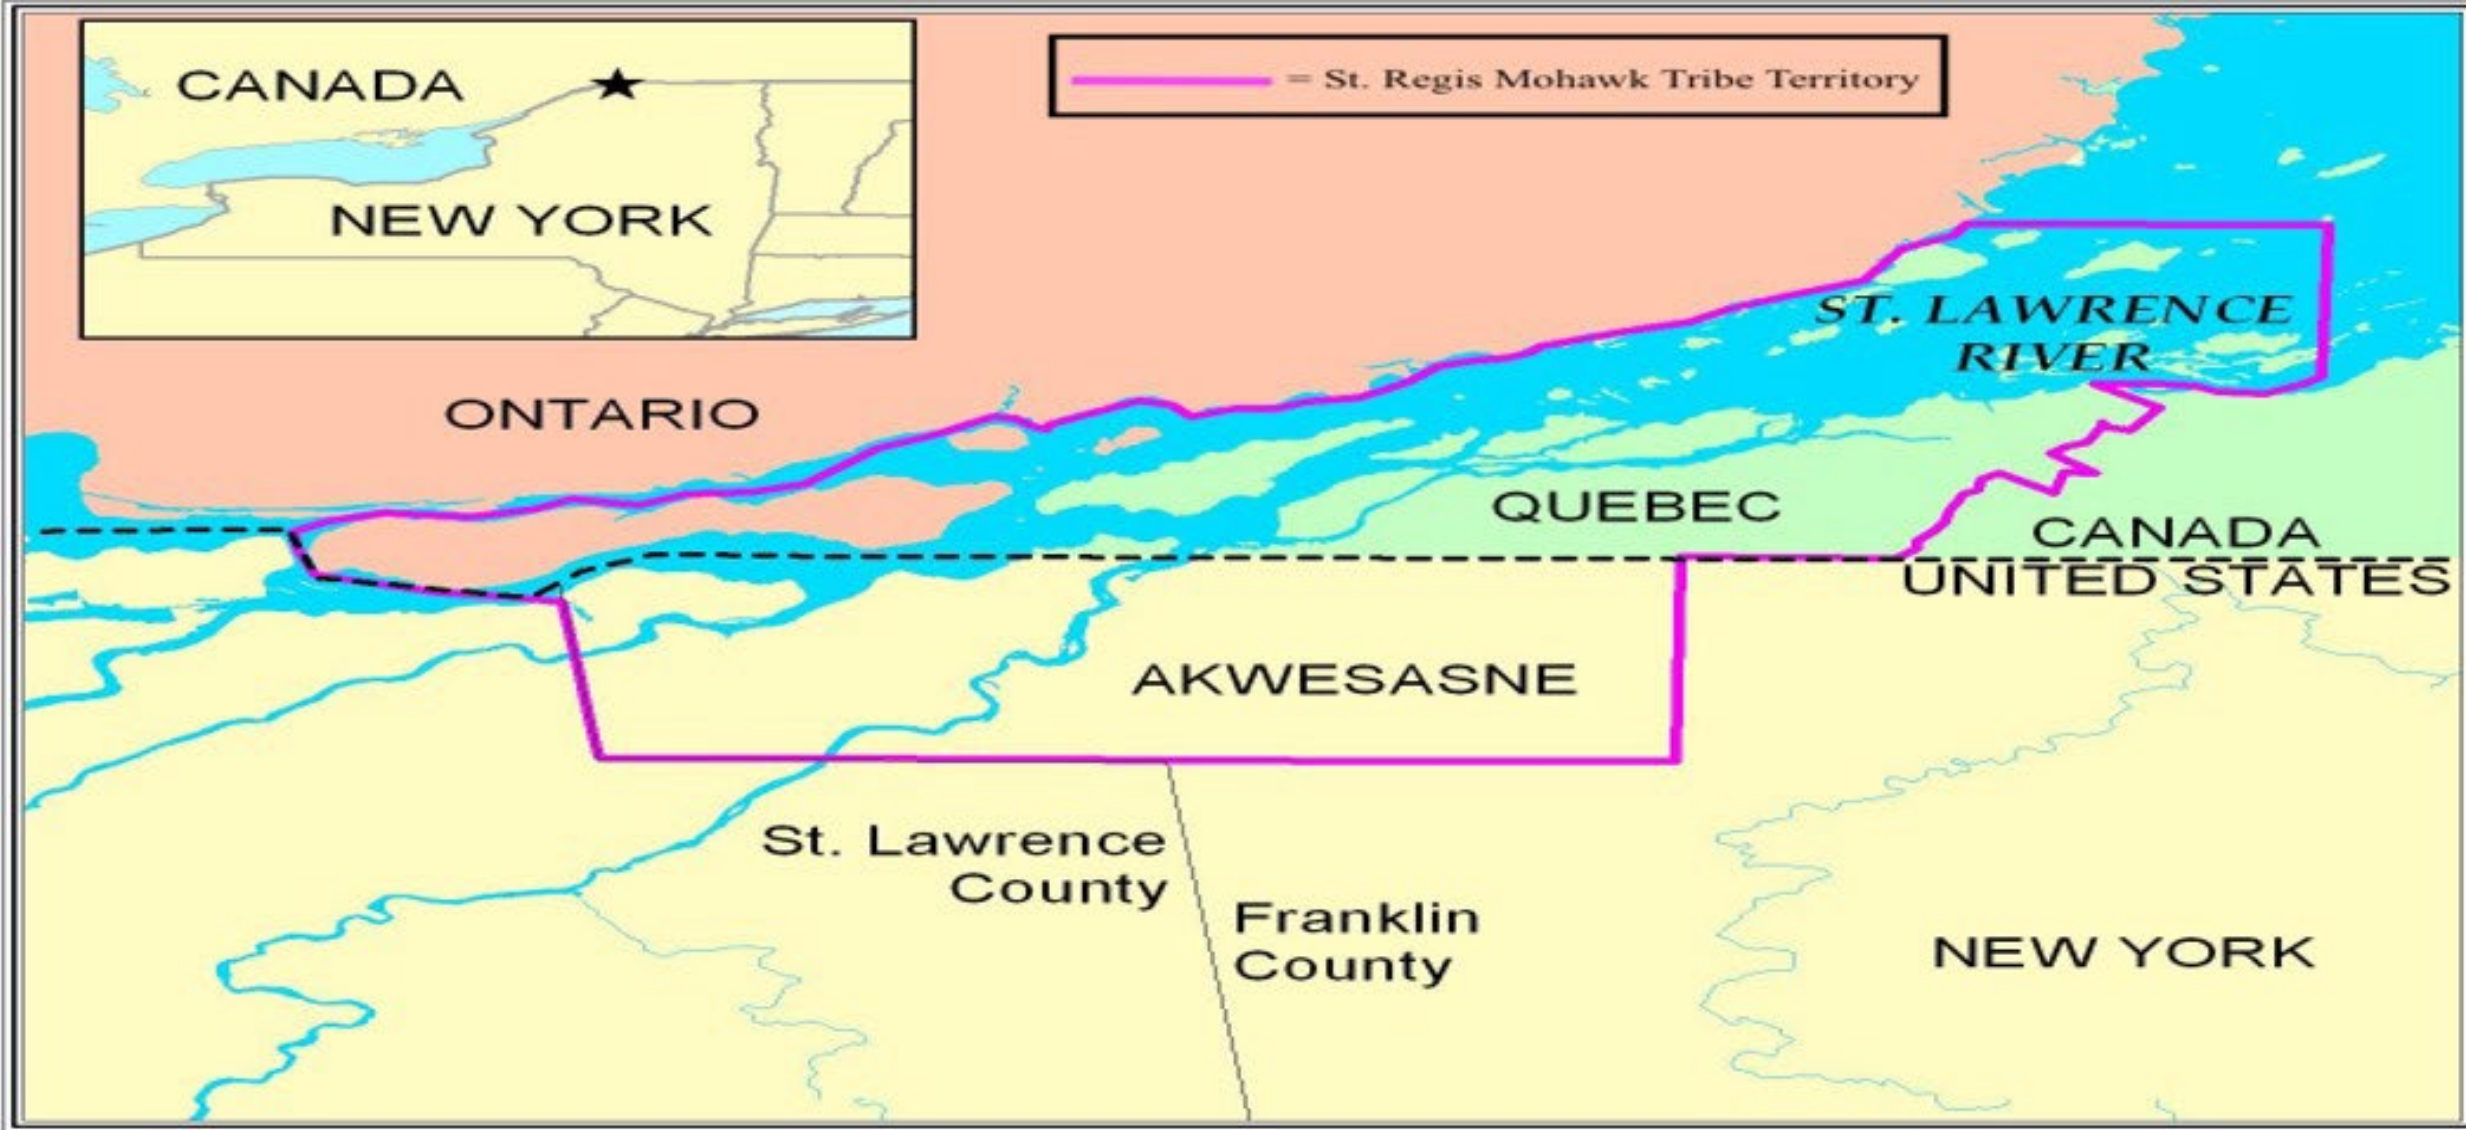 CANADA
NEW YORK
= St. Regis Mohawk Tribe Territory
ST. LAWRENCE
RIVER
ONTARIO
QUEBEC
CANADA
UNITED STATES
AKWESASNE
St. Lawrence
County
Franklin
County
NEW YORK